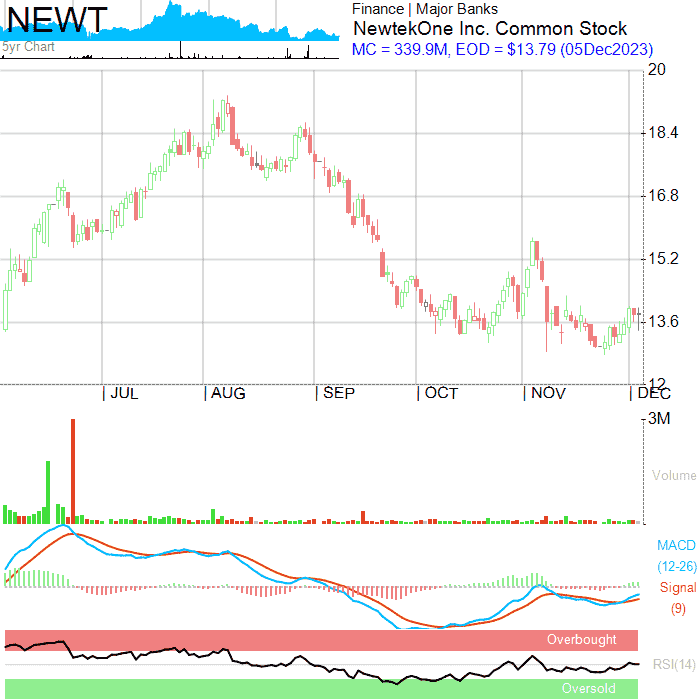 NEWT
5yr Chart
Finance | Major Banks
NewtekOne Inc. Common Stock
MC = 339.9M, EOD = $13.79 (05Dec2023)
20
18.4
16.8
15.2
13.6
12
| JUL | AUG | SEP | OCT | NOV | DEC
3M
Volume
MACD
(12-26)
Signal
(9)
Overbought
RSI(14)
Oversold